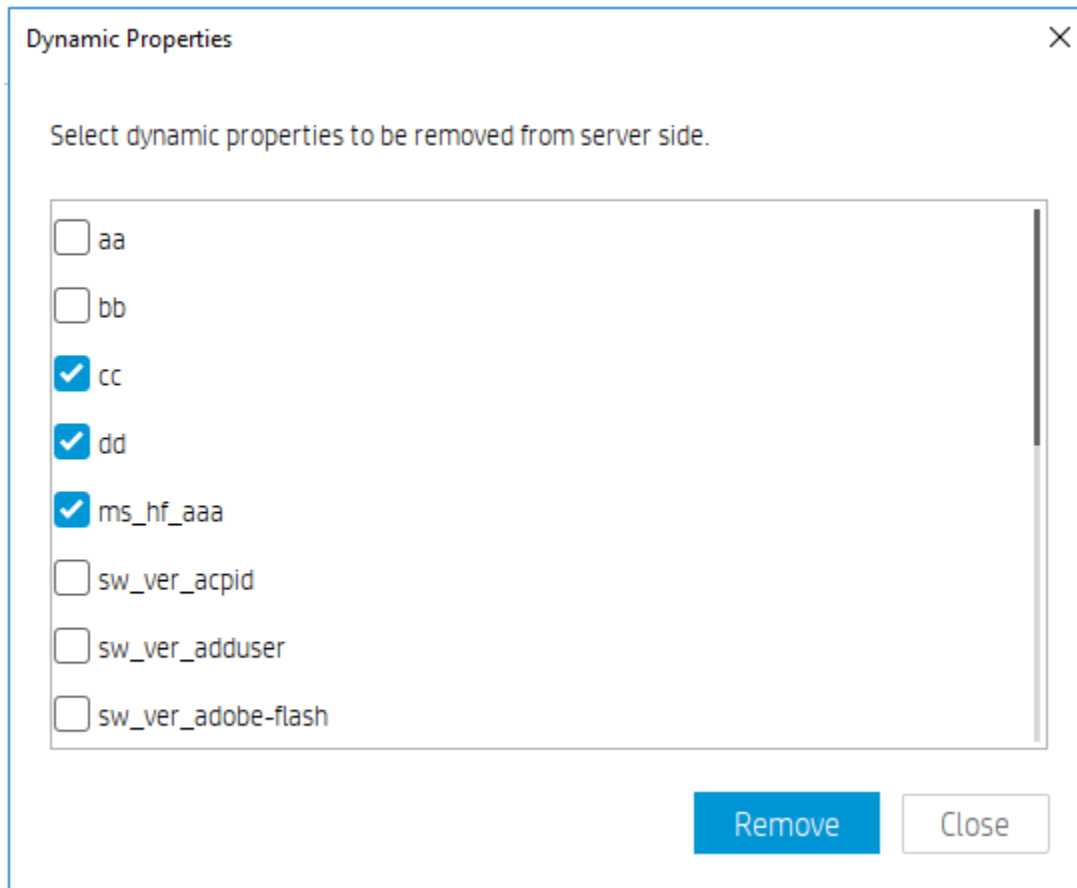 Dynamic Properties
Select dynamic properties to be removed from server side.
aa
bb
cc
dd
ms_hf_aaa
sw_ver_acpid
sw_ver_adduser
sw_ver_adobe-flash
Remove Close